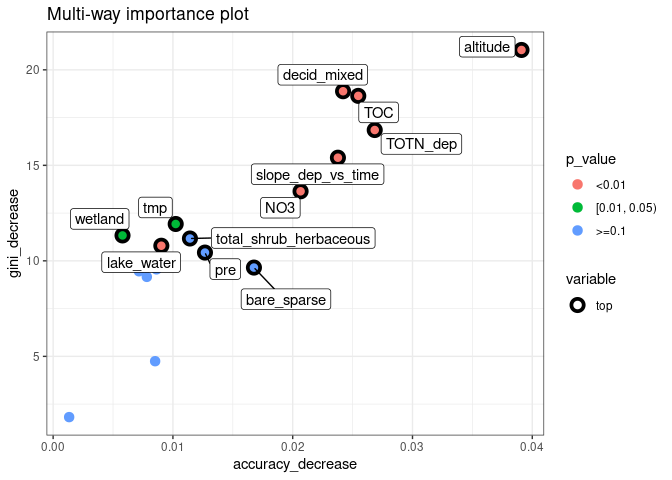 Multi-way importance plot
altitude
decid_mixed
TOC
TOTN_dep
slope_dep_vs_time
NO3
tmp
wetland
total_shrub_herbaceous
lake_water
pre
bare_sparse
20
15
10
5
gini_decrease
0.00
0.01
0.02
0.03
0.04
accuracy_decrease
p_value
<0.01
[0.01, 0.05)
>=0.1
variable
top